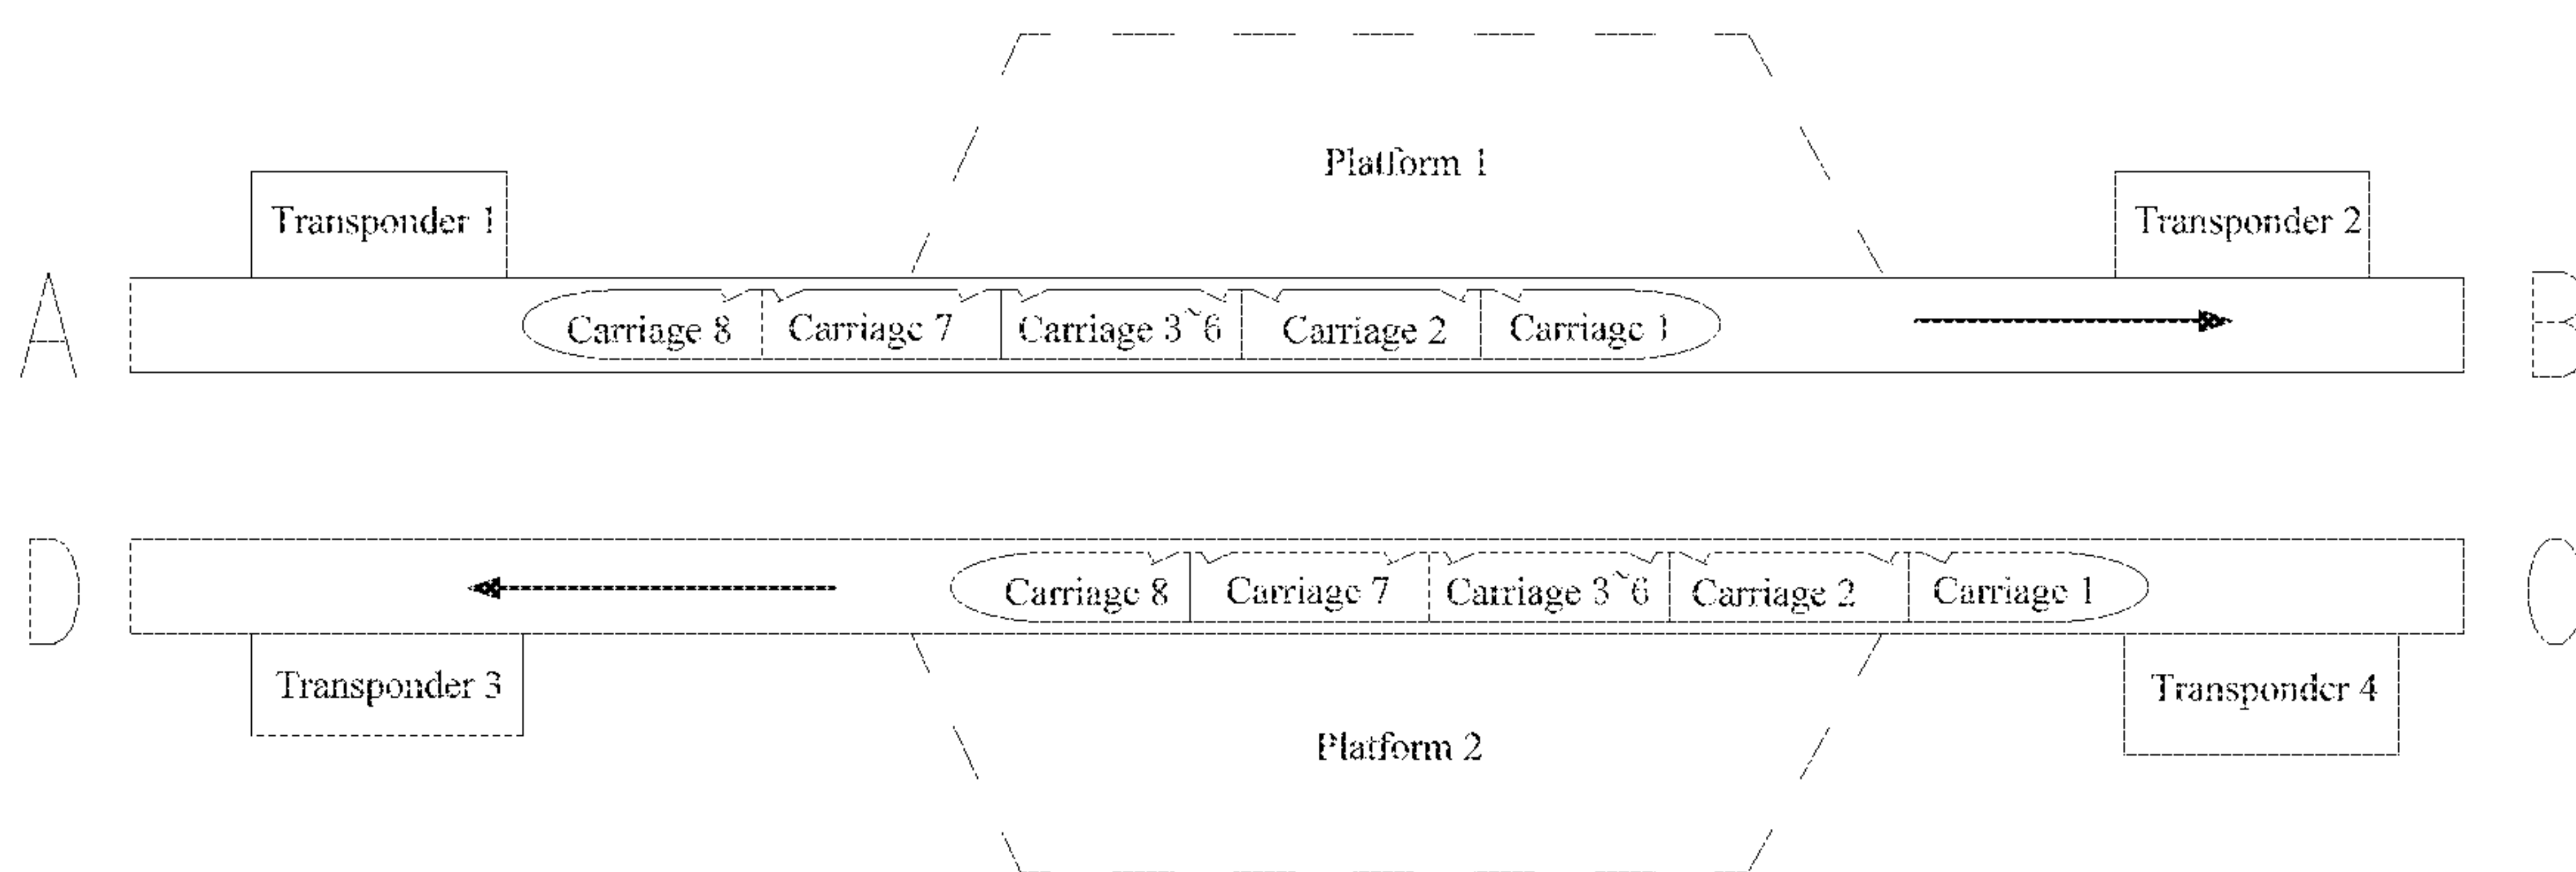 Platform 1
Transponder 1
Transponder 2
A
Carriage 8
Carriage 7
Carriage 3~6
Carriage 2
Carriage 1
B
D
Carriage 8
Carriage 7
Carriage 3~6
Carriage 2
Carriage 1
C
Transponder 3
Transponder 4
Platform 2